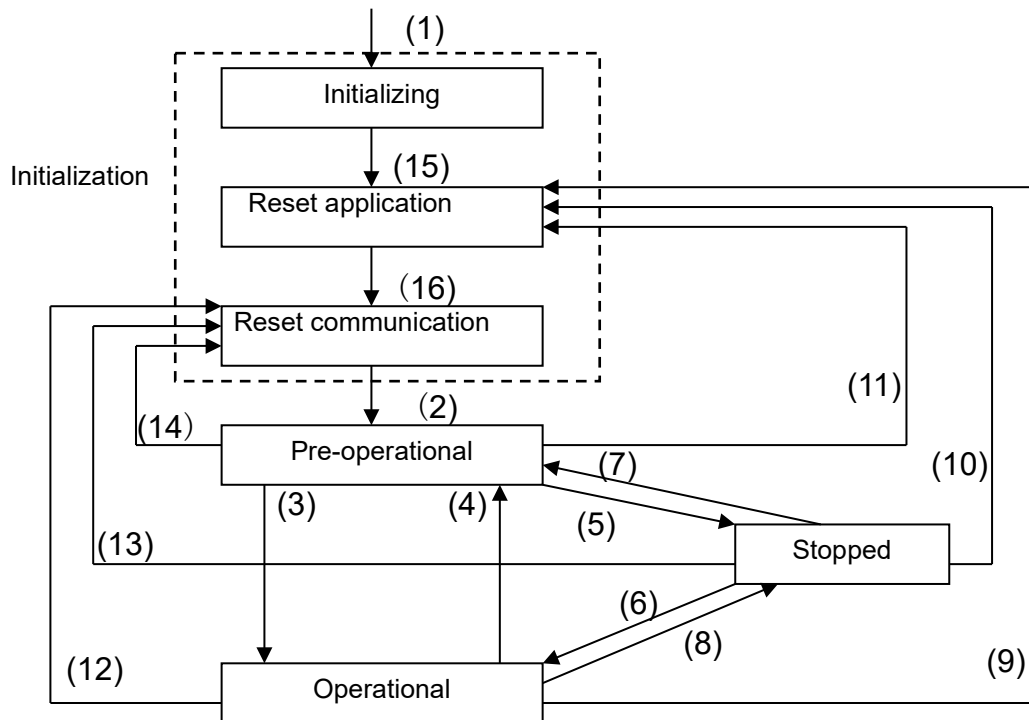 (1)
Initializing
(15)
Initialization
Reset application
（16)
Reset communication
(11)
（2)
(14）
Pre-operational
(7)
(10)
(3)
(4)
(5)
(13)
Stopped
(6)
(8)
(12)
(9)
Operational